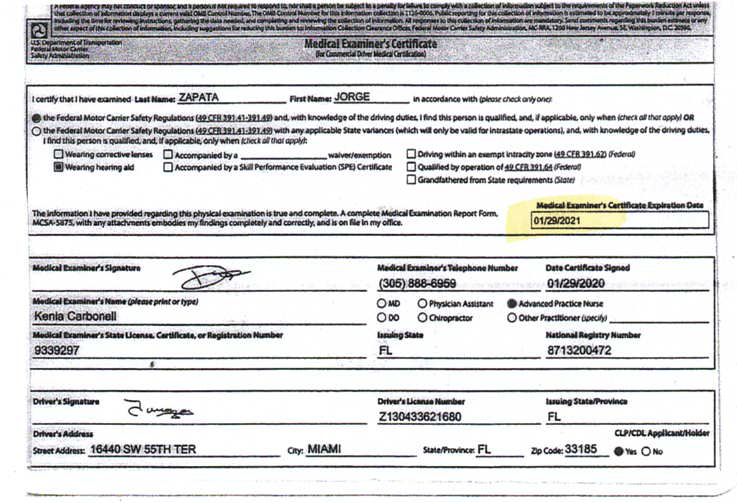 A Federal agency may not conduct or sponsor, and a person is not required to respond to, nor shall a person be subject to a penalty for failure to comply with a collection of information subject to the requirements of the Paperwork Reduction Act unless
that collection of information displays a current valid OMB Control Number. The OMB Control Number for this information collection is 2126-0006. Public reporting for this collection of information is estimated to be approximately 1 minute per response,
including the time for reviewing instructions, gathering the data needed, and completing and reviewing the collection of information. All responses to this collection of information are mandatory. Send comments regarding this burden estimate or any
other aspect of this collection of information, including suggestions for reducing this burden to: Information Collection Clearance Officer, Federal Motor Carrier Safety Administration, MC-RRA, 1200 New Jersey Avenue, SE, Washington, D.C. 20590.
U.S. Department of Transportation
Federal Motor Carrier
Safety Administration
Medical Examiner's Certificate
(for Commercial Driver Medical Certification)
I certify that I have examined Last Name: ZAPATA First Name: JORGE in accordance with (please check only one):
the Federal Motor Carrier Safety Regulations (49 CFR 391.41-391.49) and, with knowledge of the driving duties, I find this person is qualified, and, if applicable, only when (check all that apply) OR
the Federal Motor Carrier Safety Regulations (49 CFR 391.41-391.49) with any applicable State variances (which will only be valid for intrastate operations), and, with knowledge of the driving duties,
I find this person is qualified, and, if applicable, only when (check all that apply):
Wearing corrective lenses Accompanied by a waiver/exemption Driving within an exempt intracity zone (49 CFR 391.62) (Federal)
Wearing hearing aid Accompanied by a Skill Performance Evaluation (SPE) Certificate Qualified by operation of 49 CFR 391.64 (Federal)
Grandfathered from State requirements (State)
The information I have provided regarding this physical examination is true and complete. A complete Medical Examination Report Form,
MCSA-5875, with any attachments embodies my findings completely and correctly, and is on file in my office.
Medical Examiner's Certificate Expiration Date
01/29/2021
Medical Examiner's Signature Medical Examiner's Telephone Number Date Certificate Signed
(305) 888-6959 01/29/2020
Medical Examiner's Name (please print or type) MD Physician Assistant Advanced Practice Nurse
Kenia Carbonell DO Chiropractor Other Practitioner (specify)
Medical Examiner's State License, Certificate, or Registration Number Issuing State National Registry Number
9339297 FL 8713200472
Driver's Signature Driver's License Number Issuing State/Province
Z130433621680 FL
Driver's Address CLP/CDL Applicant/Holder
Street Address: 16440 SW 55TH TER City: MIAMI State/Province: FL Zip Code: 33185 Yes No